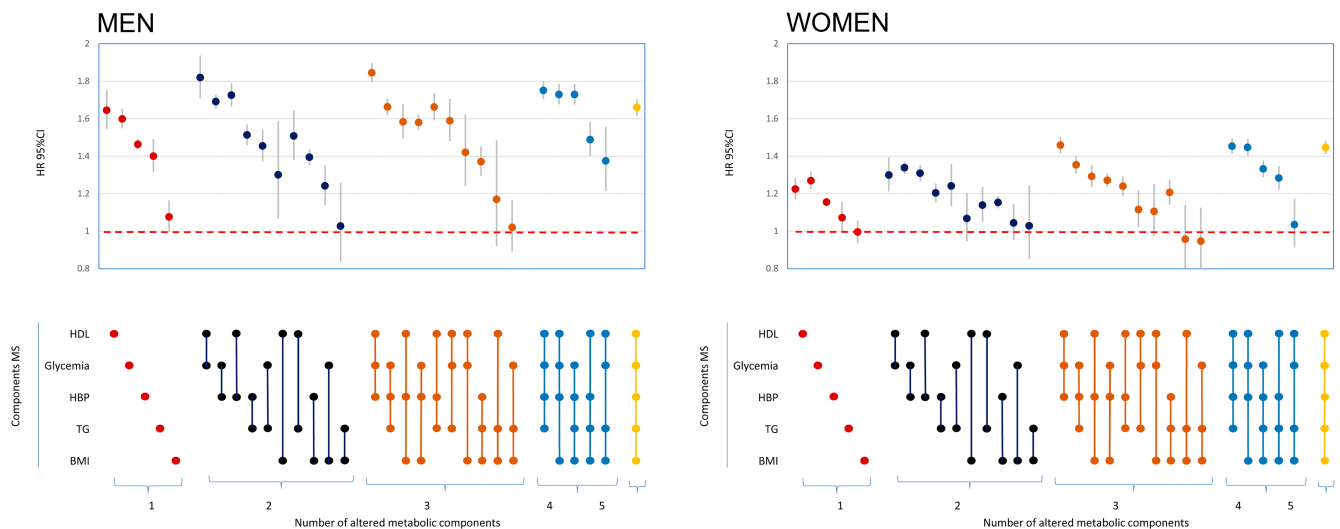 MEN
HR 95%CI
2
1.8
1.6
1.4
1.2
1
0.8
Components MS
HDL
Glycemia
HBP
TG
BMI
1 2 3 4 5
Number of altered metabolic components
WOMEN
HR 95%CI
2
1.8
1.6
1.4
1.2
1
0.8
Components MS
HDL
Glycemia
HBP
TG
BMI
1 2 3 4 5
Number of altered metabolic components